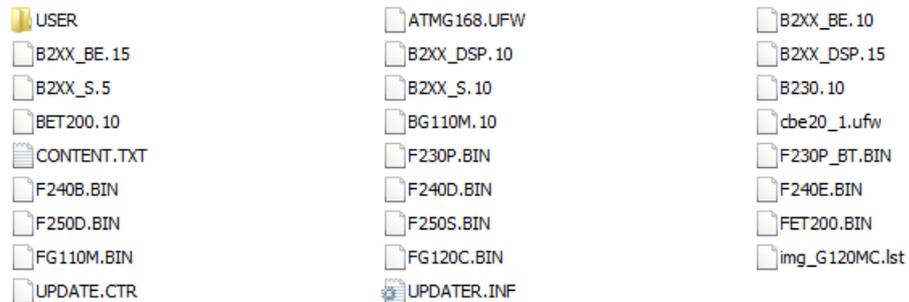 USER ATMG168.UFW B2XX_BE.10
B2XX_BE.15 B2XX_DSP.10 B2XX_DSP.15
B2XX_S.5 B2XX_S.10 B230.10
BET200.10 BG110M.10 cbe20_1.ufw
CONTENT.TXT F230P.BIN F230P_BT.BIN
F240B.BIN F240D.BIN F240E.BIN
F250D.BIN F250S.BIN FET200.BIN
FG110M.BIN FG120C.BIN img_G120MC.lst
UPDATE.CTR UPDATER.INF